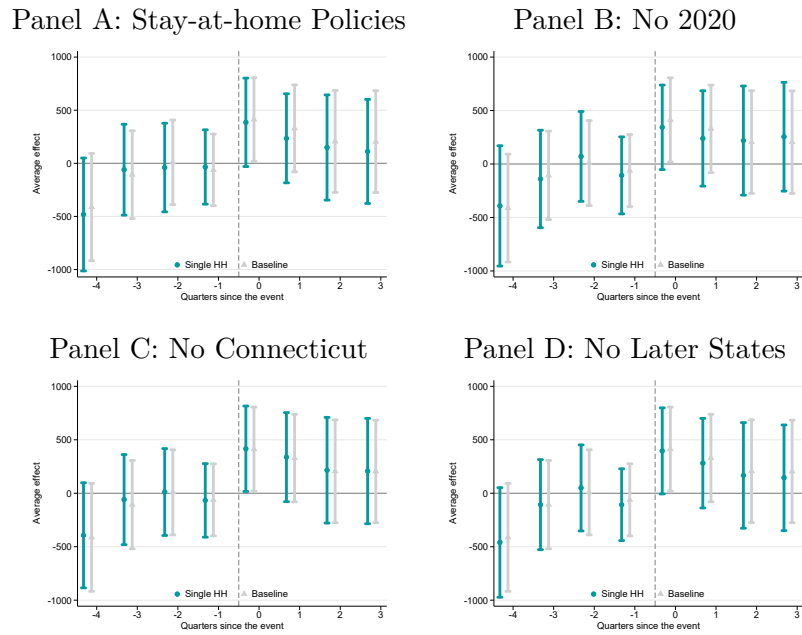 Panel A: Stay-at-home Policies
1000
500
0
-500
-1000
Average effect
Single HH Baseline
-4 -3 -2 -1 0 1 2 3
Quarters since the event
Panel B: No 2020
1000
500
0
-500
-1000
Average effect
Single HH Baseline
-4 -3 -2 -1 0 1 2 3
Quarters since the event
Panel C: No Connecticut
1000
500
0
-500
-1000
Average effect
Single HH Baseline
-4 -3 -2 -1 0 1 2 3
Quarters since the event
Panel D: No Later States
1000
500
0
-500
-1000
Average effect
Single HH Baseline
-4 -3 -2 -1 0 1 2 3
Quarters since the event